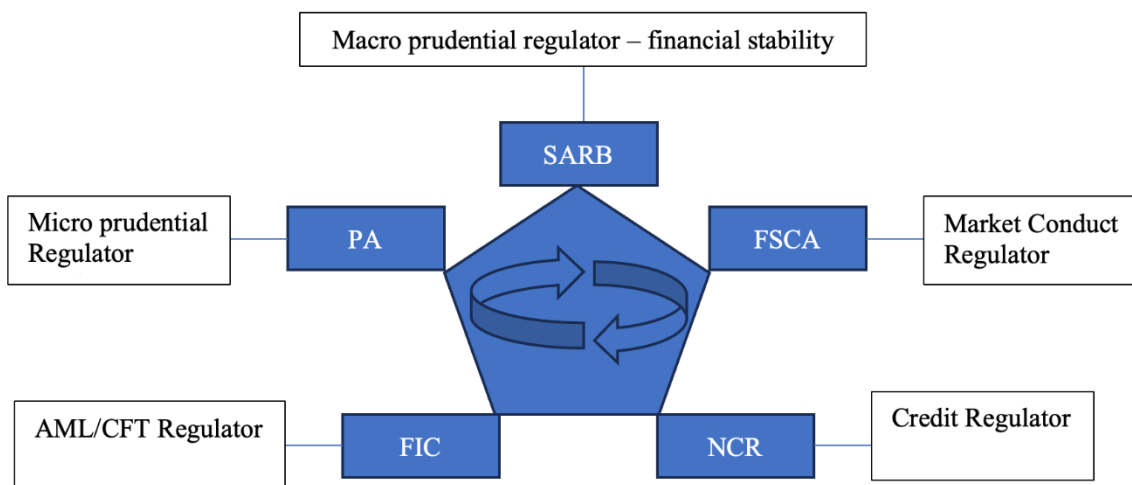 Macro prudential regulator – financial stability
SARB
Micro prudential
Regulator
PA
FSCA
Market Conduct
Regulator
AML/CFT Regulator
FIC
NCR
Credit Regulator